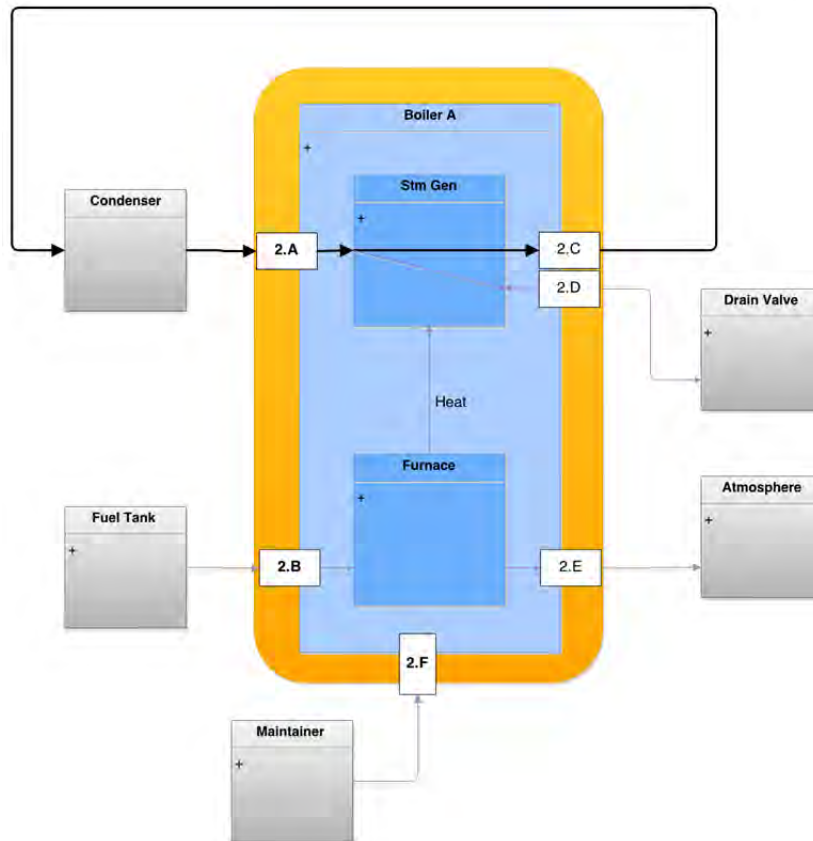 Boiler A
+
Stm Gen
+
Condenser
2.A
2.C
2.D
Drain Valve
+
Heat
Furnace
+
Atmosphere
+
Fuel Tank
+
2.B
2.E
2.F
Maintainer
+